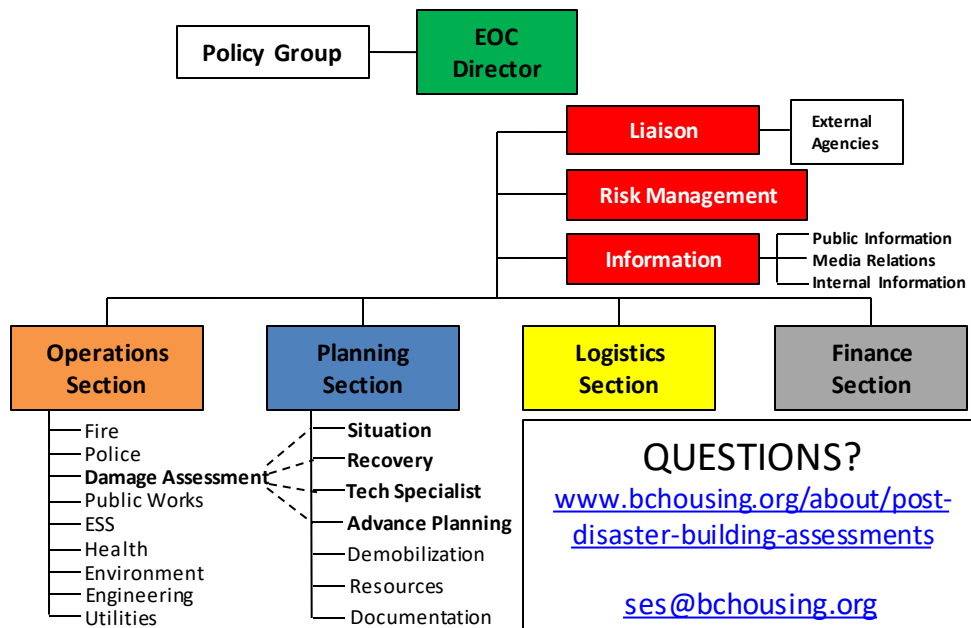 Policy Group
EOC
Director
Liaison
External
Agencies
Risk Management
Information
Public Information
Media Relations
Internal Information
Operations
Section
Planning
Section
Logistics
Section
Finance
Section
Fire
Police
Damage Assessment
Public Works
ESS
Health
Environment
Engineering
Utilities
Situation
Recovery
Tech Specialist
Advance Planning
Demobilization
Resources
Documentation
QUESTIONS?
www.bchousing.org/about/post-
disaster-building-assessments
ses@bchousing.org